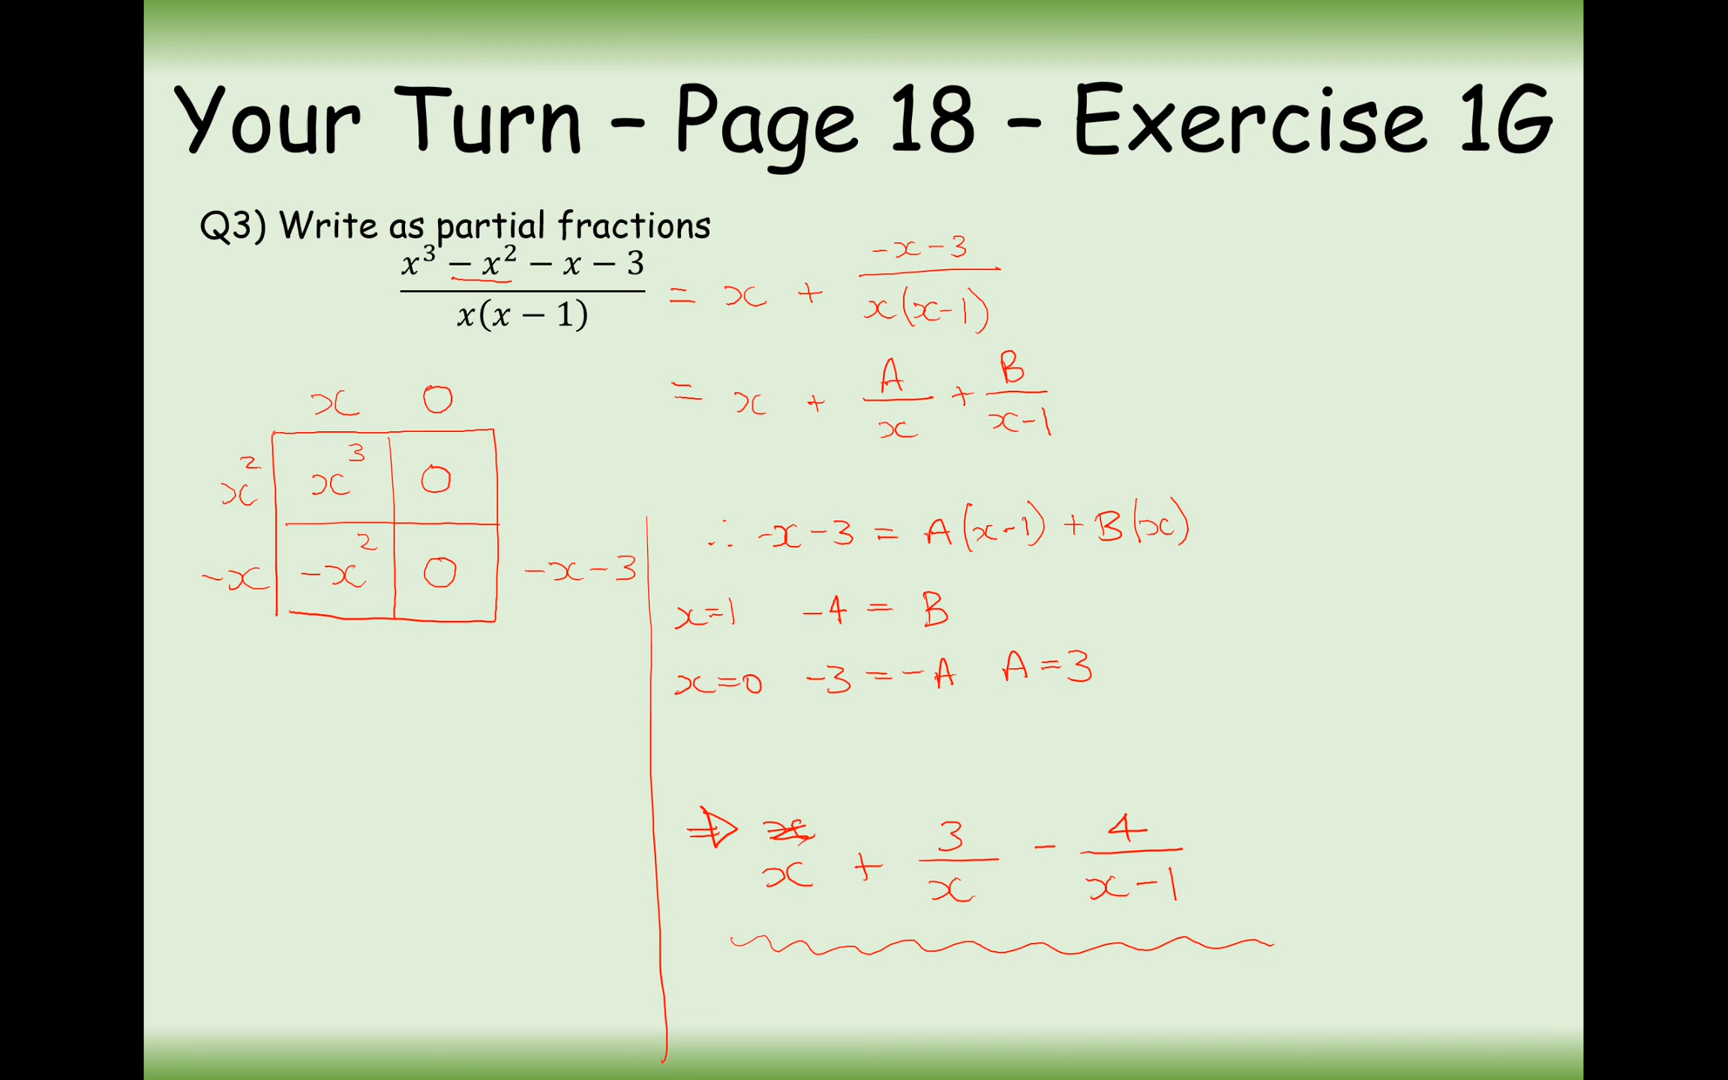 Your Turn – Page 18 – Exercise 1G
Q3) Write as partial fractions
x³ − x² − x − 3
x(x − 1)
= x + -x-3
x(x-1)
= x + A/x + B/x-1
x 0
x² x³ 0
-x -x² 0 -x-3
∴ -x-3 = A(x-1) + B(x)
x=1 -4 = B
x=0 -3 = -A A=3
⇒ x + 3/x - 4/x-1